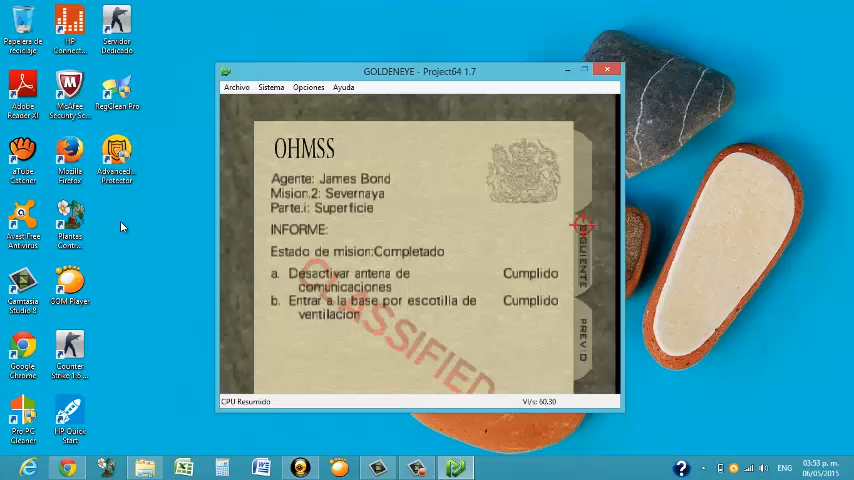 Papelera de
reciclaje
HP
Connect...
Servidor
Dedicado
Adobe
Reader XI
McAfee
Security Se...
RegClean Pro
aTube
Catcher
Mozilla
Firefox
Advanced...
Protector
Avast Free
Antivirus
Plantas
Contr...
Camtasia
Studio 8
GOM Player
Google
Chrome
Counter
Strike 1.6 ...
Pro PC
Cleaner
HP Quick
Start
GOLDENEYE - Project64 1.7
Archivo Sistema Opciones Ayuda
OHMSS
Agente: James Bond
Mision.2: Severnaya
Parte.i: Superficie
INFORME:
Estado de mision:Completado
a. Desactivar antena de Cumplido
comunicaciones
b. Entrar a la base por escotilla de Cumplido
ventilacion
CLASSIFIED
SIGUIENTE
PREVIO
CPU Resumido VI/s: 60.30
ENG
03:53 p. m.
06/05/2015